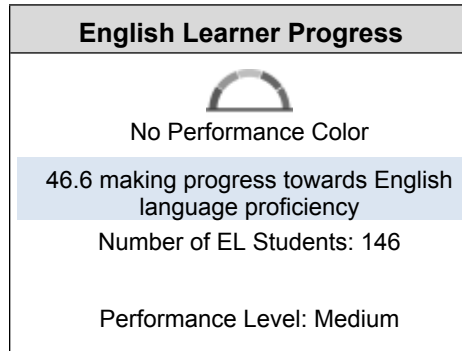 English Learner Progress
No Performance Color
46.6 making progress towards English
language proficiency
Number of EL Students: 146
Performance Level: Medium